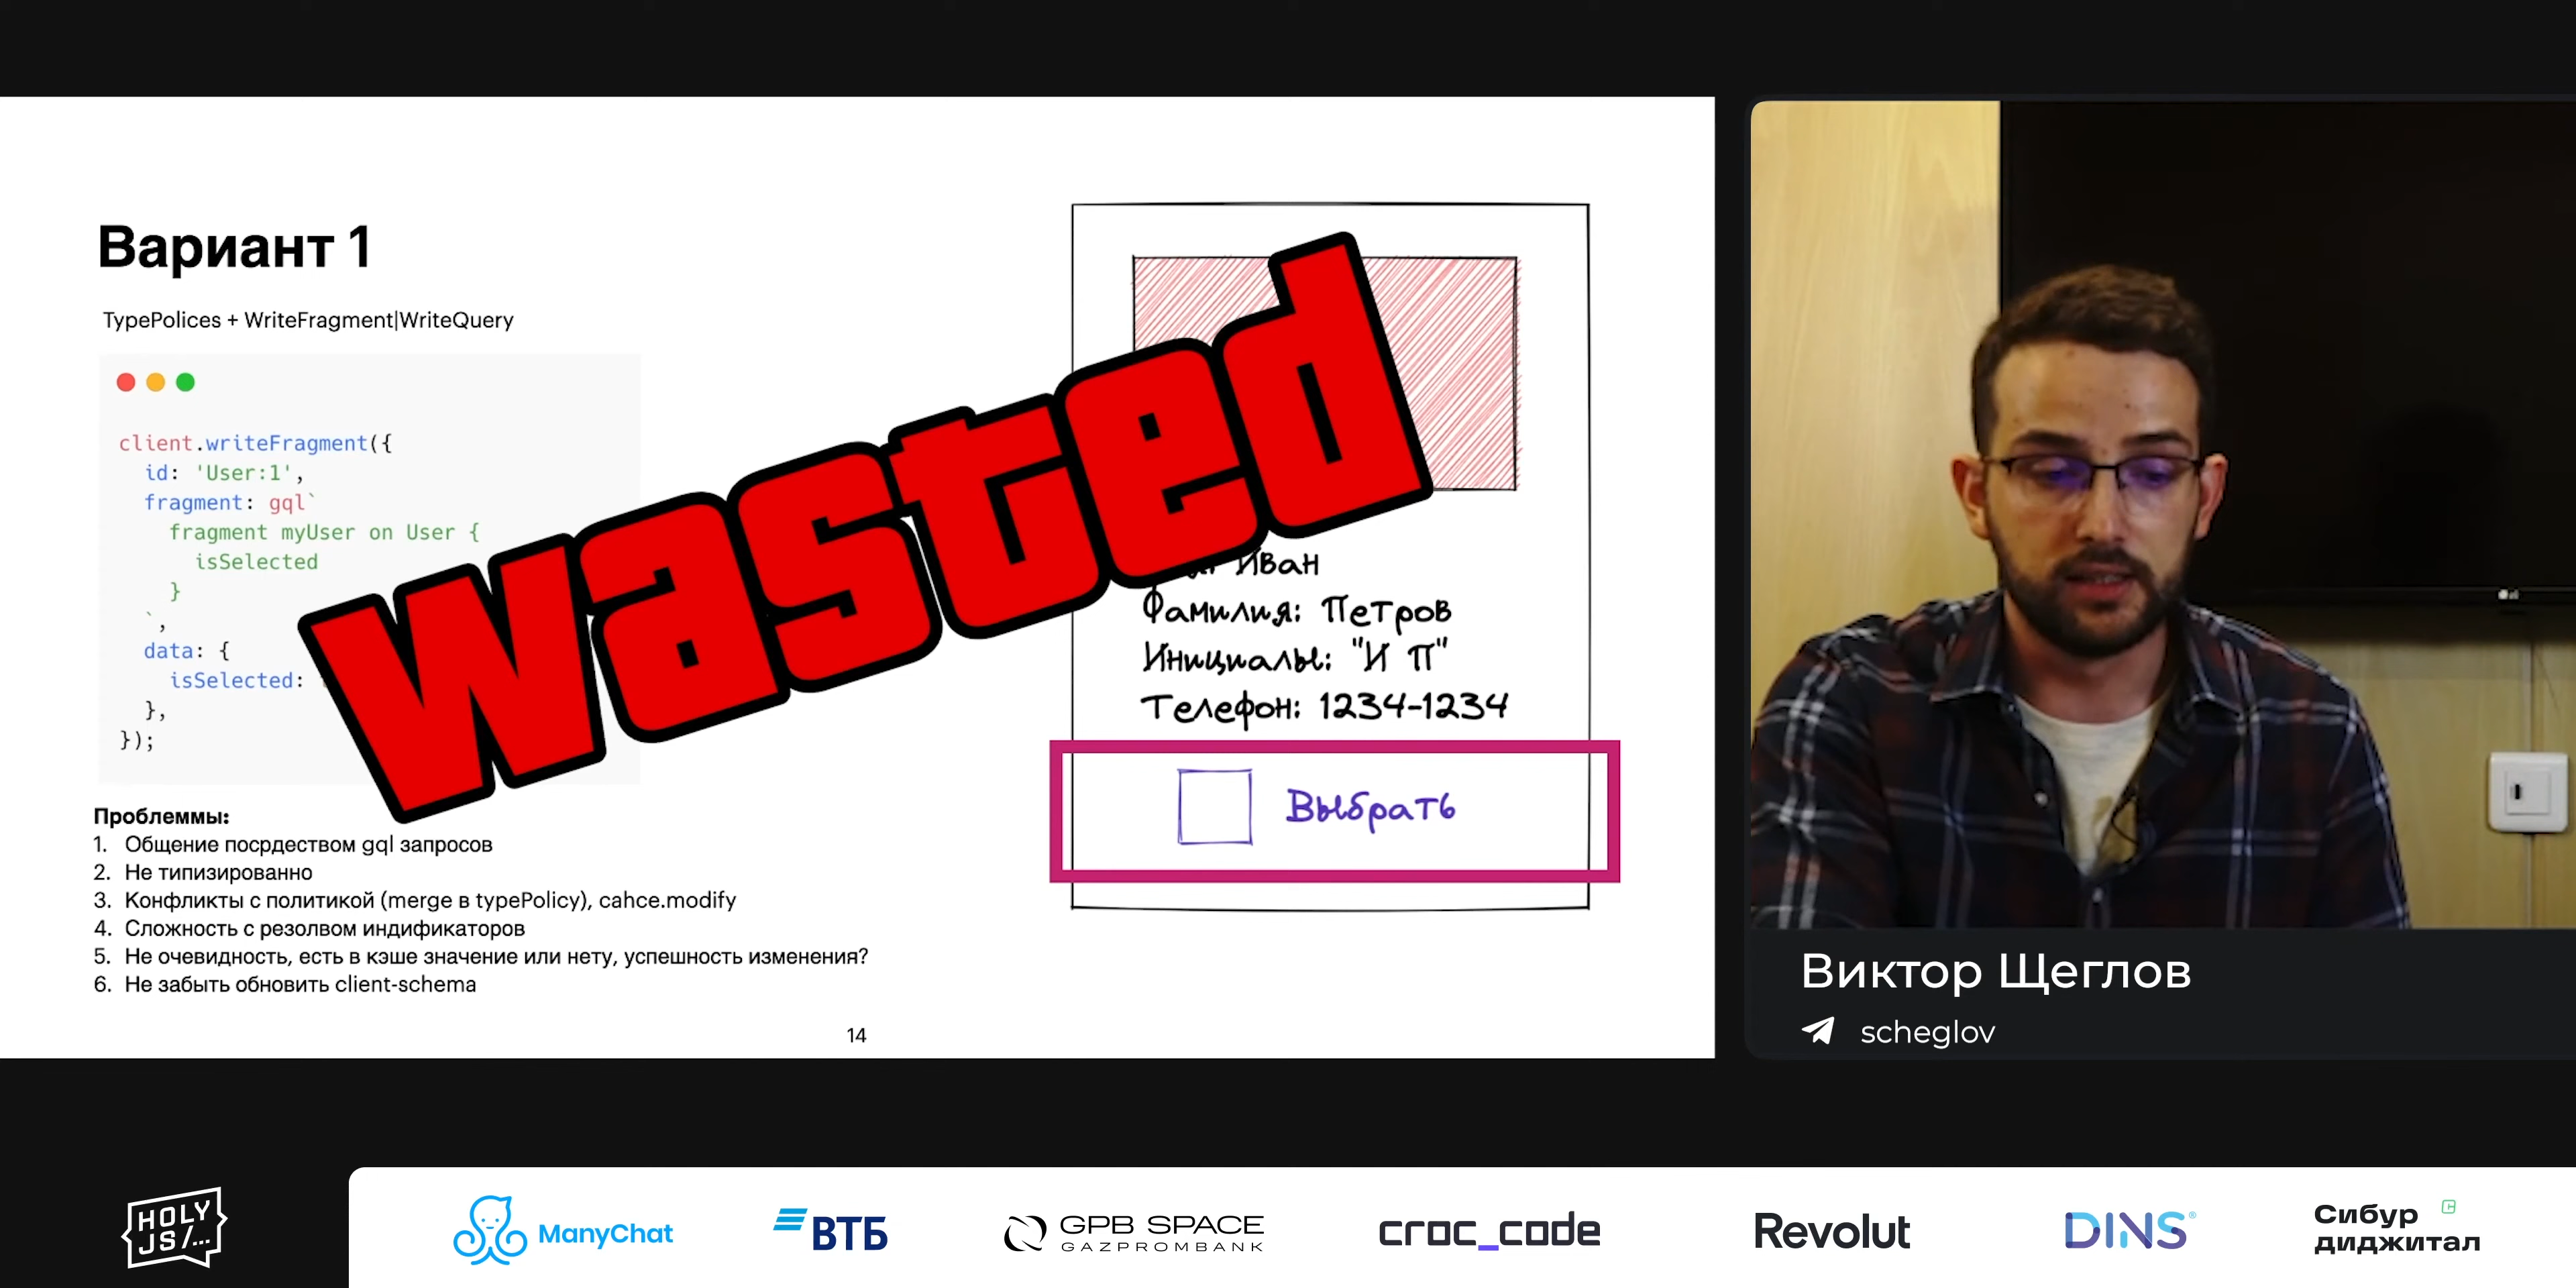 Вариант 1
TypePolices + WriteFragment|WriteQuery
client.writeFragment({
id: 'User:1',
fragment: gql`
fragment myUser on User {
isSelected
}
`,
data: {
isSelected:
},
});
Проблеммы:
1. Общение посрдеством gql запросов
2. Не типизированно
3. Конфликты с политикой (merge в typePolicy), cahce.modify
4. Сложность с резолвом индификаторов
5. Не очевидность, есть в кэше значение или нету, успешность изменения?
6. Не забыть обновить client-schema
14
wasted
Иван
Фамилия: Петров
Инициалы: "И П"
Телефон: 1234-1234
Выбрать
Виктор Щеглов
scheglov
HOLY
JS/...
ManyChat
ВТБ
GPB SPACE
GAZPROMBANK
croc_code
Revolut
DINS®
Сибур
диджитал